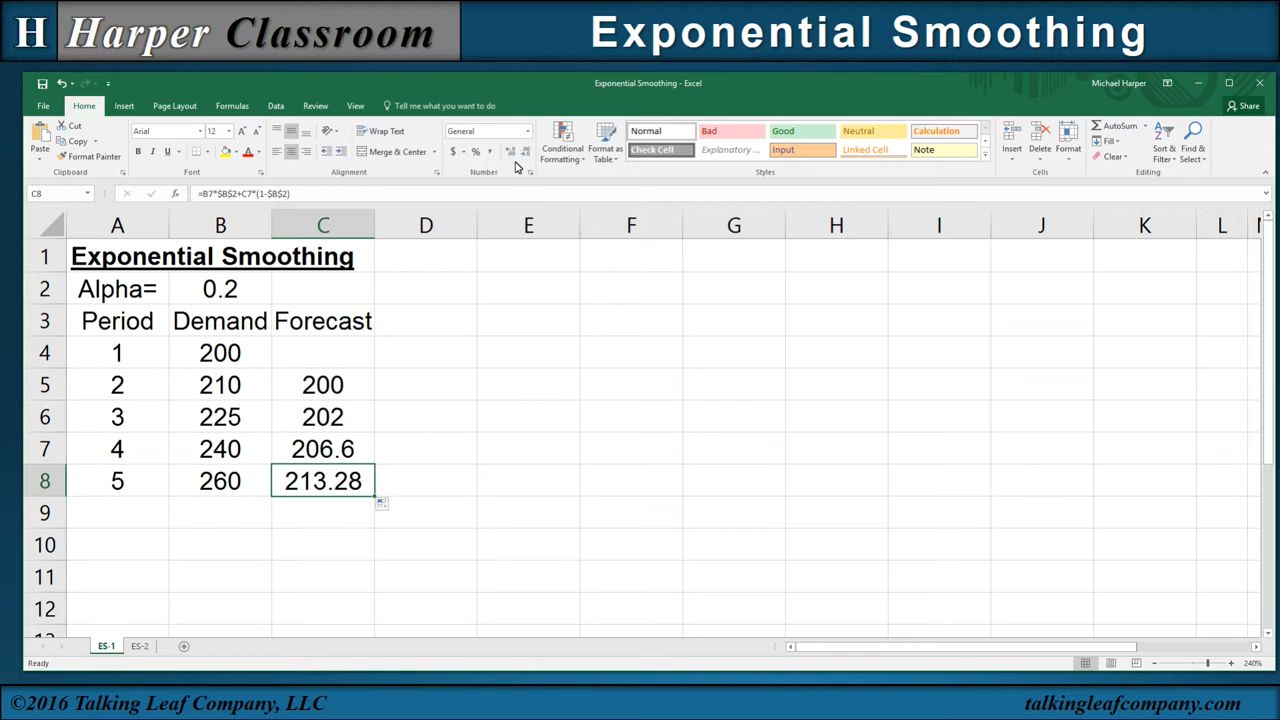 H Harper Classroom
Exponential Smoothing
Exponential Smoothing - Excel
Michael Harper
File Home Insert Page Layout Formulas Data Review View Tell me what you want to do
Share
Paste
Cut
Copy
Format Painter
Clipboard
Arial 12
B I U
Font
Wrap Text
Merge & Center
Alignment
General
$ % ,
Number
Conditional Formatting
Format as Table
Normal Bad Good Neutral Calculation
Check Cell Explanatory ... Input Linked Cell Note
Styles
Insert Delete Format
Cells
AutoSum
Fill
Clear
Sort & Filter
Find & Select
Editing
C8 fx =B7*$B$2+C7*(1-$B$2)
A B C D E F G H I J K L
1 Exponential Smoothing
2 Alpha= 0.2
3 Period Demand Forecast
4 1 200
5 2 210 200
6 3 225 202
7 4 240 206.6
8 5 260 213.28
9
10
11
12
ES-1 ES-2
Ready
240%
©2016 Talking Leaf Company, LLC
talkingleafcompany.com